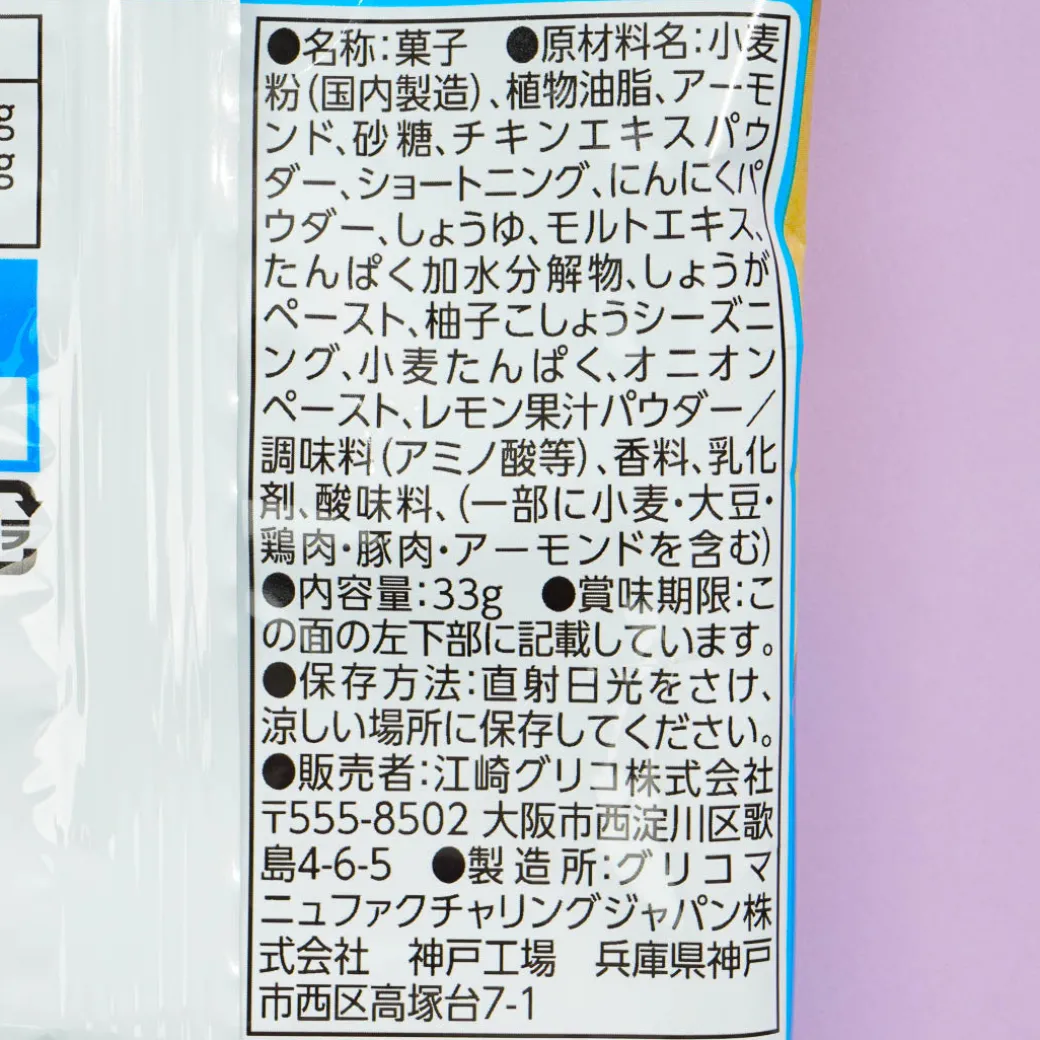 ●名称:菓子 ●原材料名:小麦
粉(国内製造)、植物油脂、アーモ
ンド、砂糖、チキンエキスパウ
ダー、ショートニング、にんにくパ
ウダー、しょうゆ、モルトエキス、
たんぱく加水分解物、しょうが
ペースト、柚子こしょうシーズニ
ング、小麦たんぱく、オニオン
ペースト、レモン果汁パウダー/
調味料(アミノ酸等)、香料、乳化
剤、酸味料、(一部に小麦・大豆・
鶏肉・豚肉・アーモンドを含む)
●内容量:33g ●賞味期限:こ
の面の左下部に記載しています。
●保存方法:直射日光をさけ、
涼しい場所に保存してください。
●販売者:江崎グリコ株式会社
〒555-8502 大阪市西淀川区歌
島4-6-5 ●製造所:グリコマ
ニュファクチャリングジャパン株
式会社 神戸工場 兵庫県神戸
市西区高塚台7-1
g
g
ラ